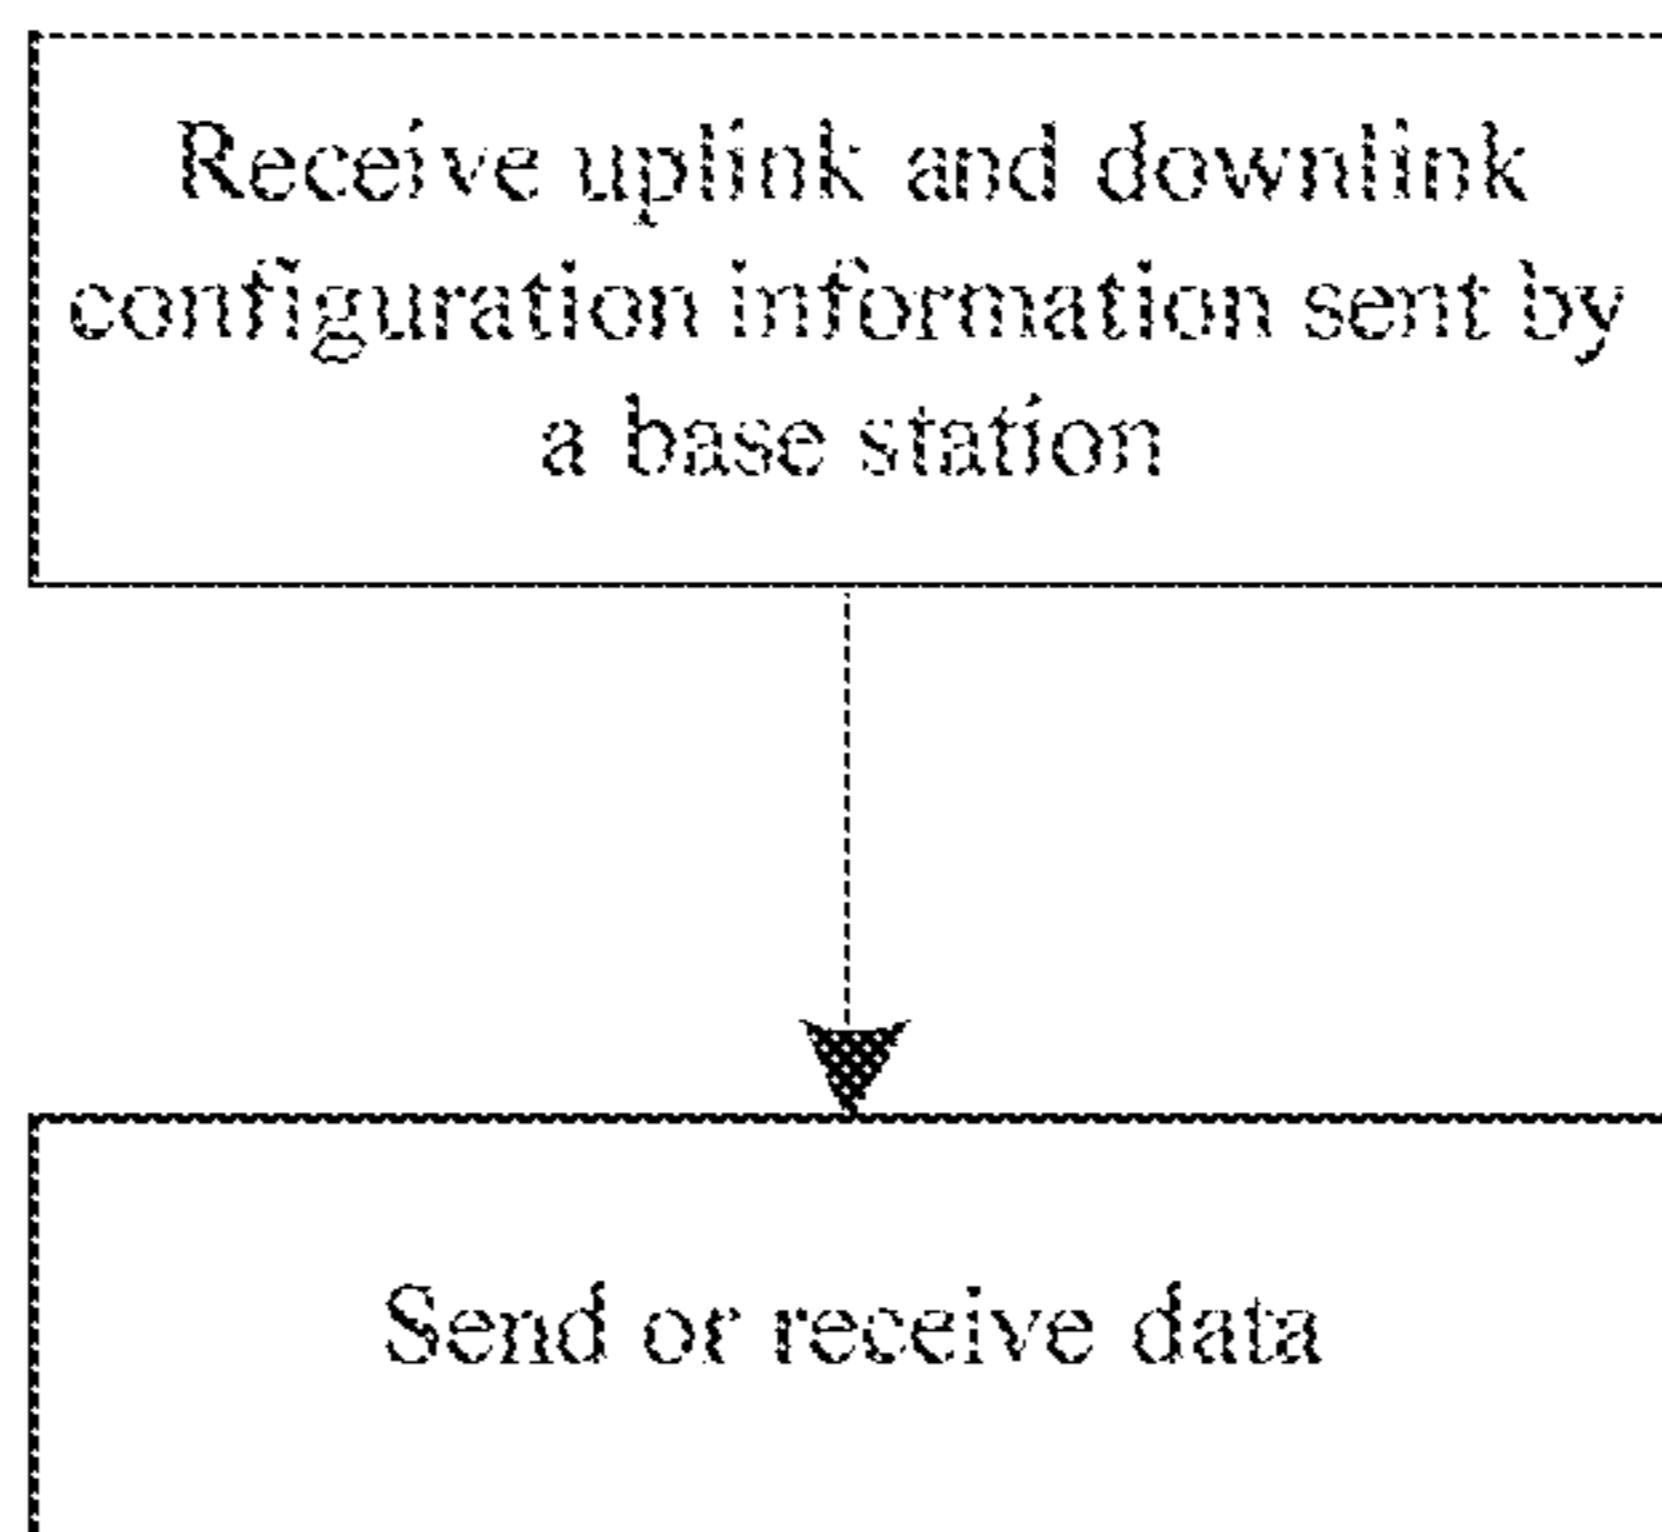 Receive uplink and downlink
configuration information sent by
a base station
Send or receive data